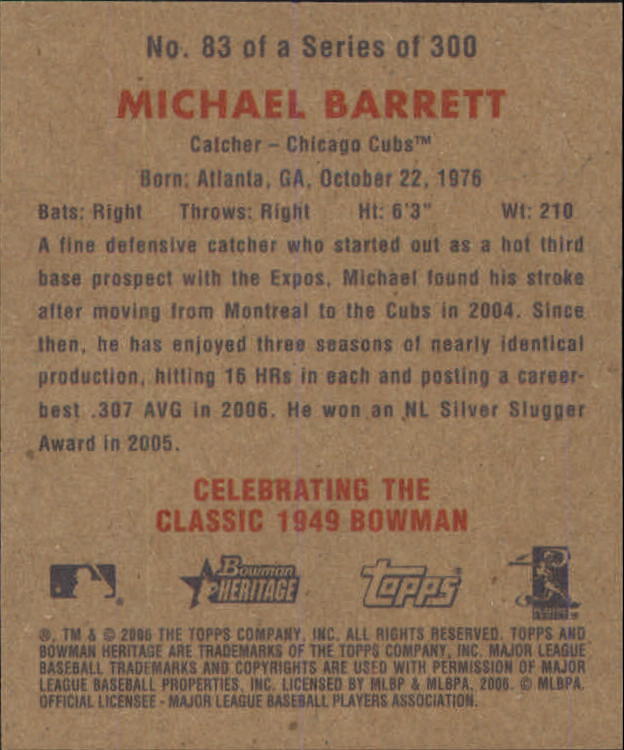 No. 83 of a Series of 300
MICHAEL BARRETT
Catcher – Chicago Cubs™
Born: Atlanta, GA, October 22, 1976
Bats: Right Throws: Right Ht: 6'3" Wt: 210
A fine defensive catcher who started out as a hot third
base prospect with the Expos, Michael found his stroke
after moving from Montreal to the Cubs in 2004. Since
then, he has enjoyed three seasons of nearly identical
production, hitting 16 HRs in each and posting a career-
best .307 AVG in 2006. He won an NL Silver Slugger
Award in 2005.
CELEBRATING THE
CLASSIC 1949 BOWMAN
Bowman
HERITAGE
Topps®
PLAYERS
®, TM & © 2006 THE TOPPS COMPANY, INC. ALL RIGHTS RESERVED. TOPPS AND
BOWMAN HERITAGE ARE TRADEMARKS OF THE TOPPS COMPANY, INC. MAJOR LEAGUE
BASEBALL TRADEMARKS AND COPYRIGHTS ARE USED WITH PERMISSION OF MAJOR
LEAGUE BASEBALL PROPERTIES, INC. LICENSED BY MLBP & MLBPA, 2006. © MLBPA.
OFFICIAL LICENSEE - MAJOR LEAGUE BASEBALL PLAYERS ASSOCIATION.